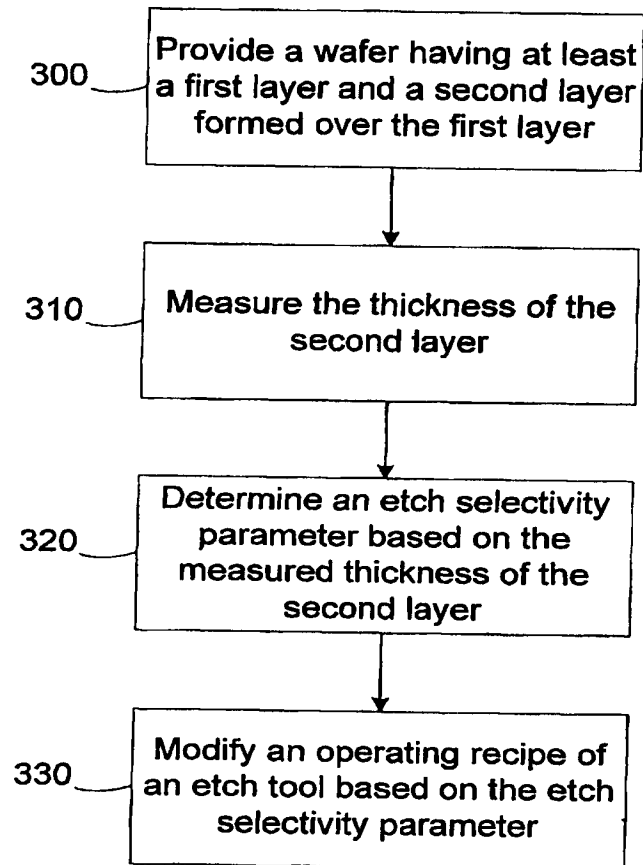 300
Provide a wafer having at least
a first layer and a second layer
formed over the first layer
310
Measure the thickness of the
second layer
320
Determine an etch selectivity
parameter based on the
measured thickness of the
second layer
330
Modify an operating recipe of
an etch tool based on the etch
selectivity parameter